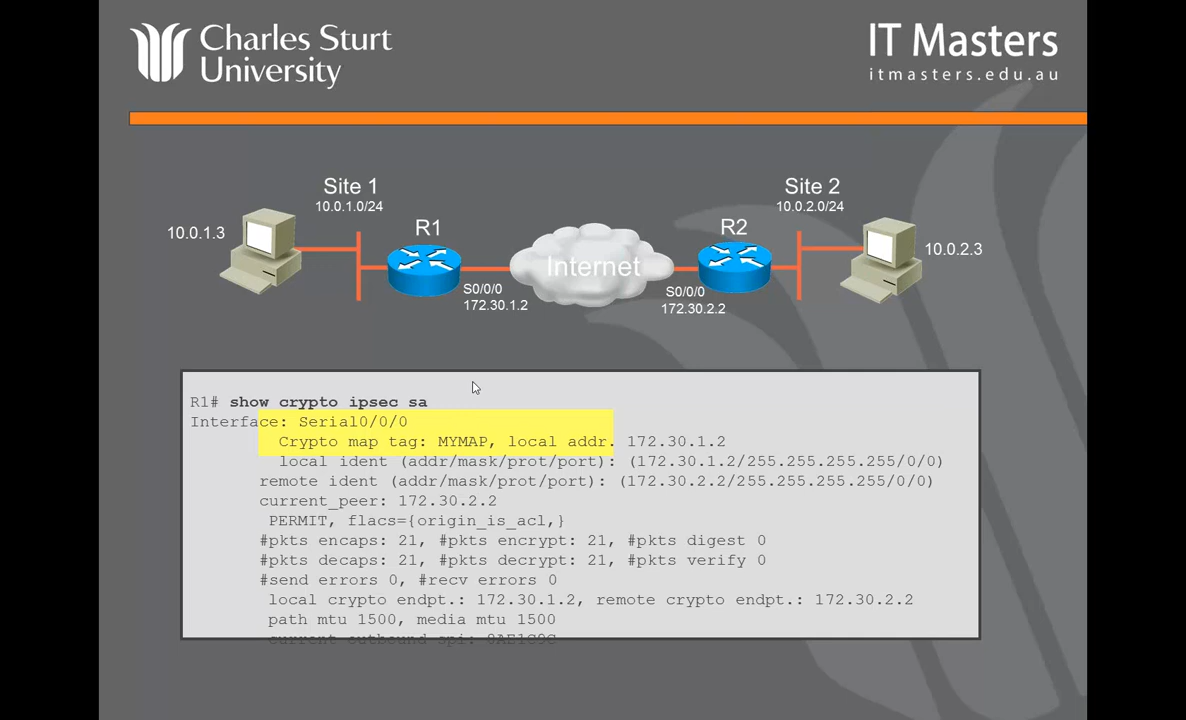 Charles Sturt
University
IT Masters
itmasters.edu.au
Site 1
10.0.1.0/24
Site 2
10.0.2.0/24
10.0.1.3
R1
Internet
R2
10.0.2.3
S0/0/0
172.30.1.2
S0/0/0
172.30.2.2
R1# show crypto ipsec sa
Interface: Serial0/0/0
Crypto map tag: MYMAP, local addr. 172.30.1.2
local ident (addr/mask/prot/port): (172.30.1.2/255.255.255.255/0/0)
remote ident (addr/mask/prot/port): (172.30.2.2/255.255.255.255/0/0)
current_peer: 172.30.2.2
PERMIT, flacs={origin_is_acl,}
#pkts encaps: 21, #pkts encrypt: 21, #pkts digest 0
#pkts decaps: 21, #pkts decrypt: 21, #pkts verify 0
#send errors 0, #recv errors 0
local crypto endpt.: 172.30.1.2, remote crypto endpt.: 172.30.2.2
path mtu 1500, media mtu 1500
current outbound spi: 8AE1C9C